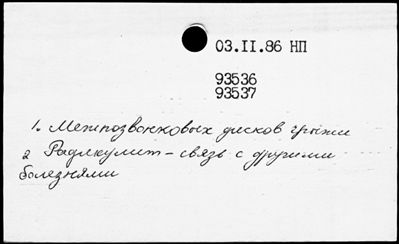 03.II.86 НП
93536
93537
1. Межпозвонковых дисков грыжи
2 Радикулит - связь с другими
болезнями